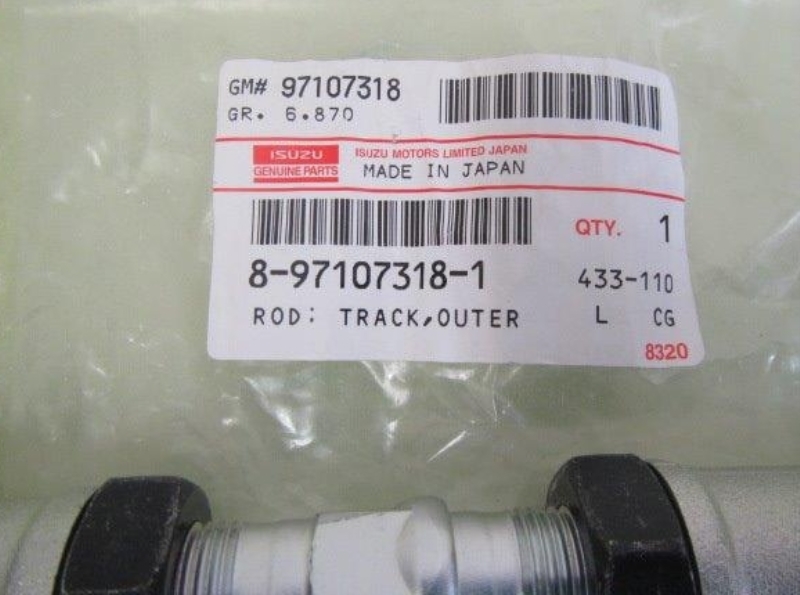 GM# 97107318
GR. 6.870
ISUZU
GENUINE PARTS
ISUZU MOTORS LIMITED JAPAN
MADE IN JAPAN
QTY. 1
8-97107318-1
433-110
ROD: TRACK,OUTER
L CG
8320